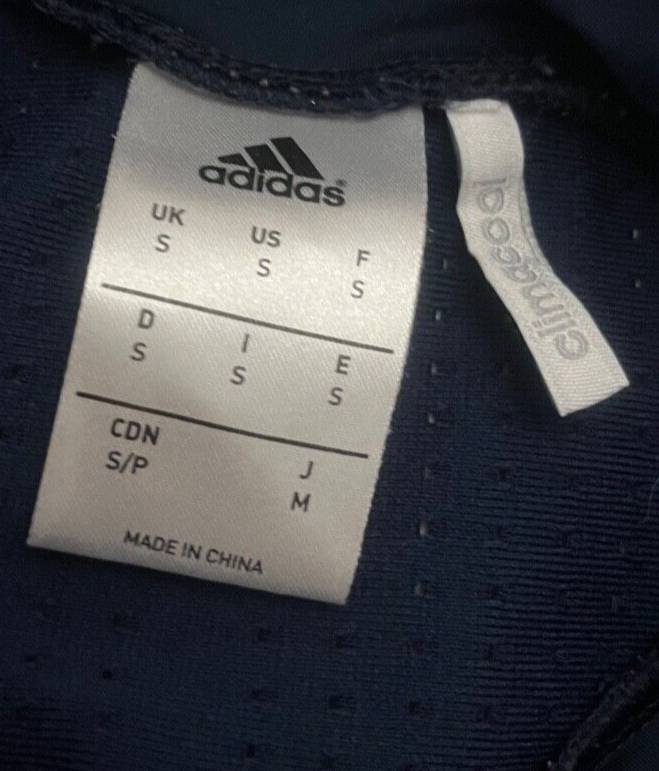 adidas®
UK US F
S S S
D I E
S S S
CDN J
S/P M
MADE IN CHINA
climacool